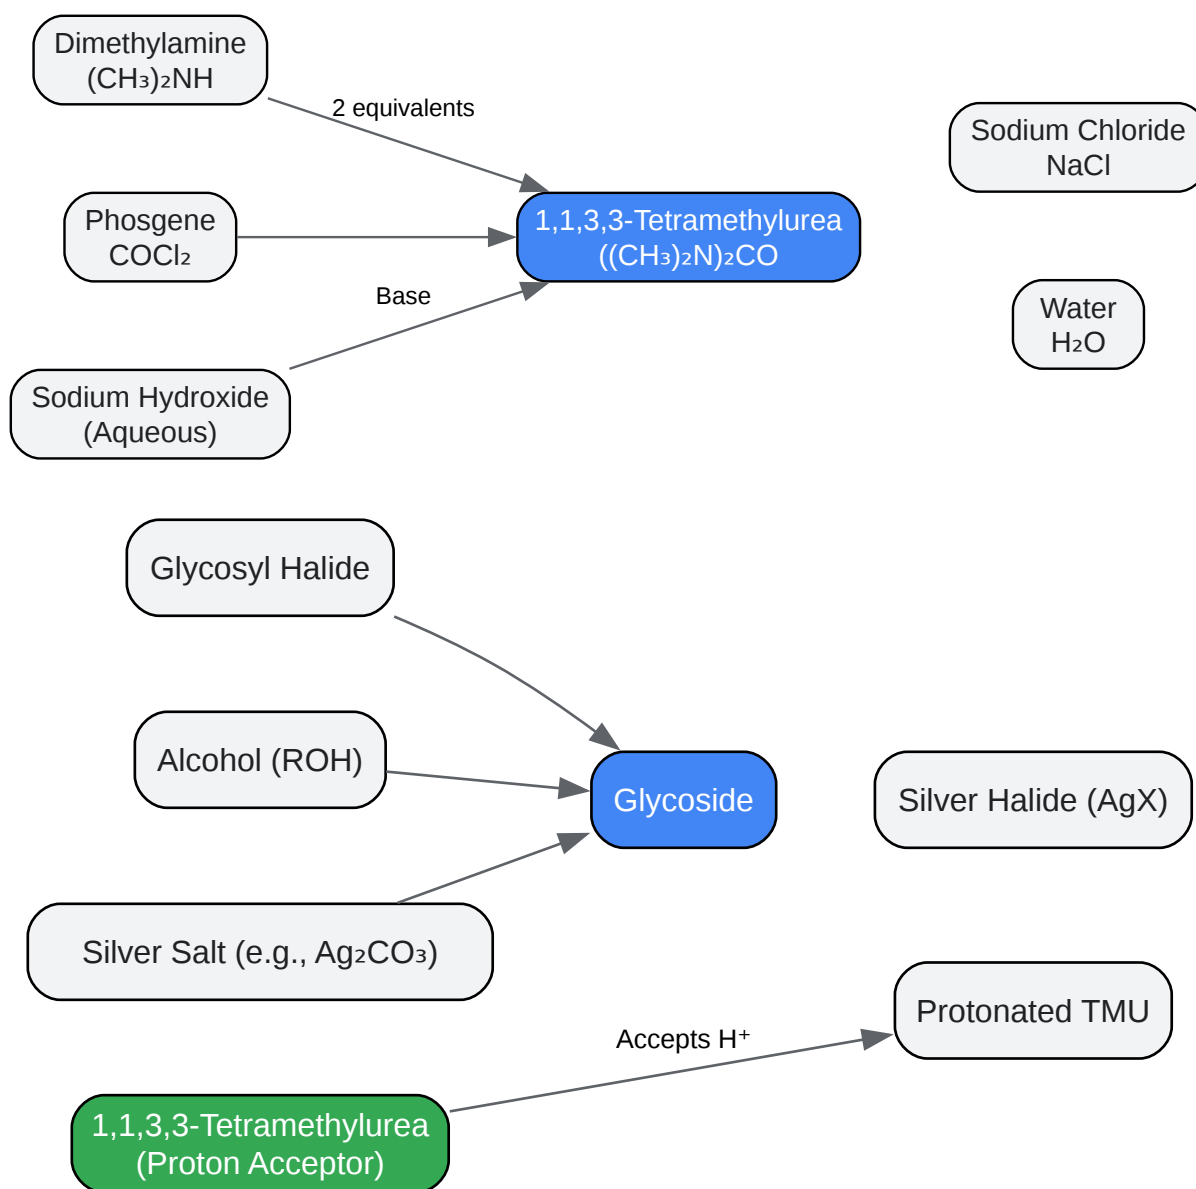 Dimethylamine
(CH₃)₂NH
2 equivalents
Sodium Chloride
NaCl
Phosgene
COCl₂
1,1,3,3-Tetramethylurea
((CH₃)₂N)₂CO
Base
Water
H₂O
Sodium Hydroxide
(Aqueous)
Glycosyl Halide
Alcohol (ROH)
Glycoside
Silver Halide (AgX)
Silver Salt (e.g., Ag₂CO₃)
Protonated TMU
Accepts H⁺
1,1,3,3-Tetramethylurea
(Proton Acceptor)